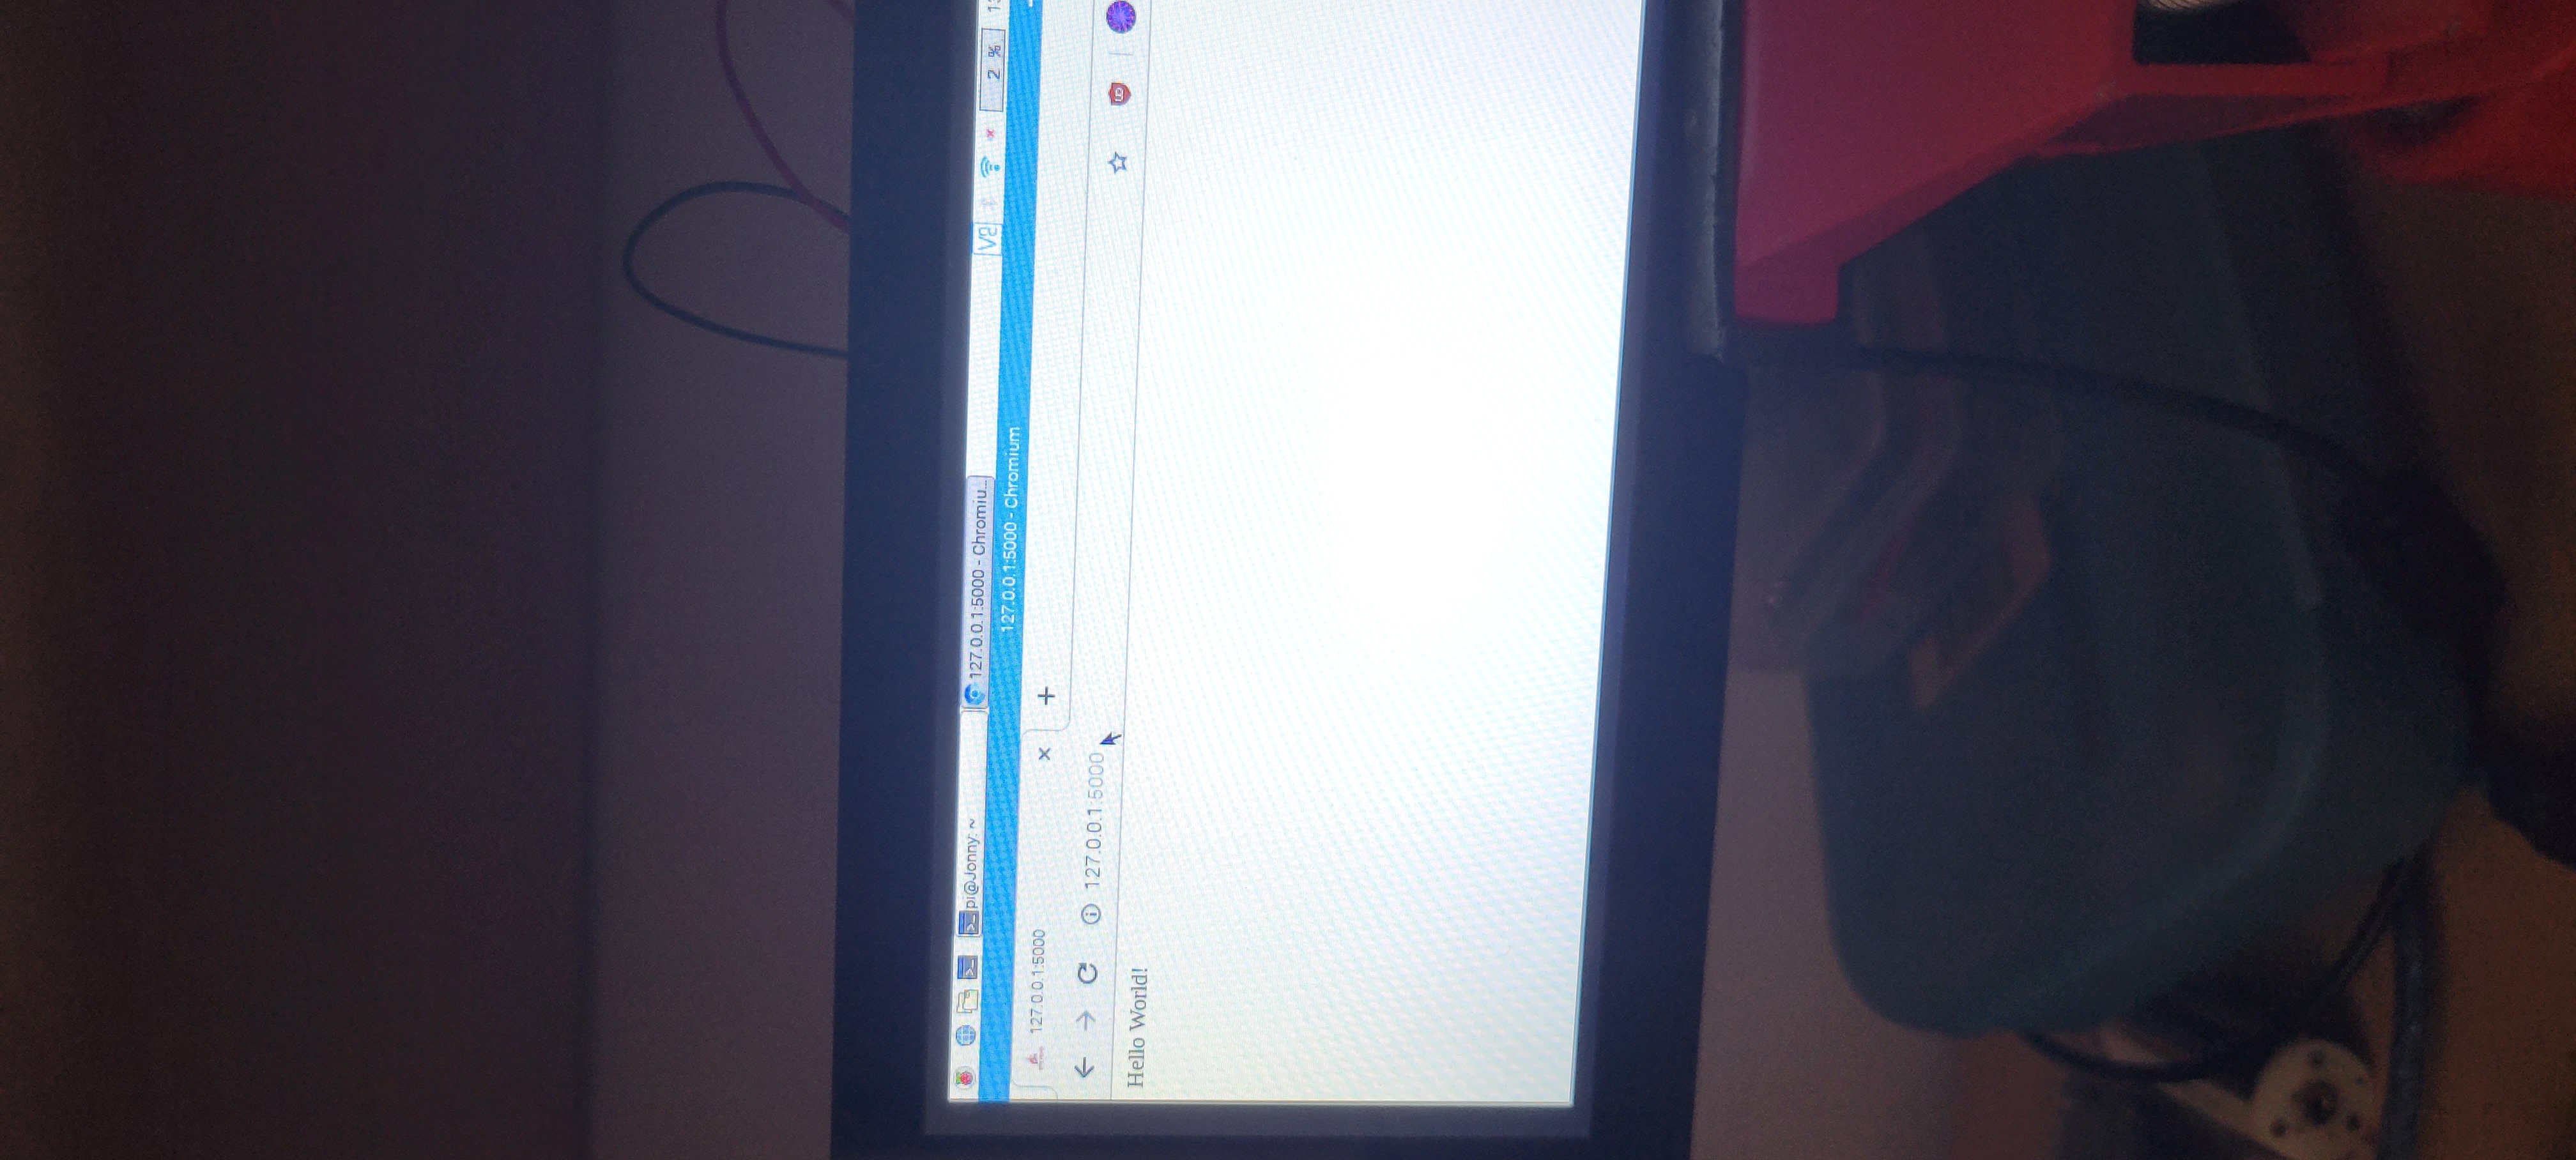 pi@Jonny: ~
127.0.0.1:5000 - Chromiu...
V2
2 %
127.0.0.1:5000 - Chromium
127.0.0.1:5000
127.0.0.1:5000
Hello World!